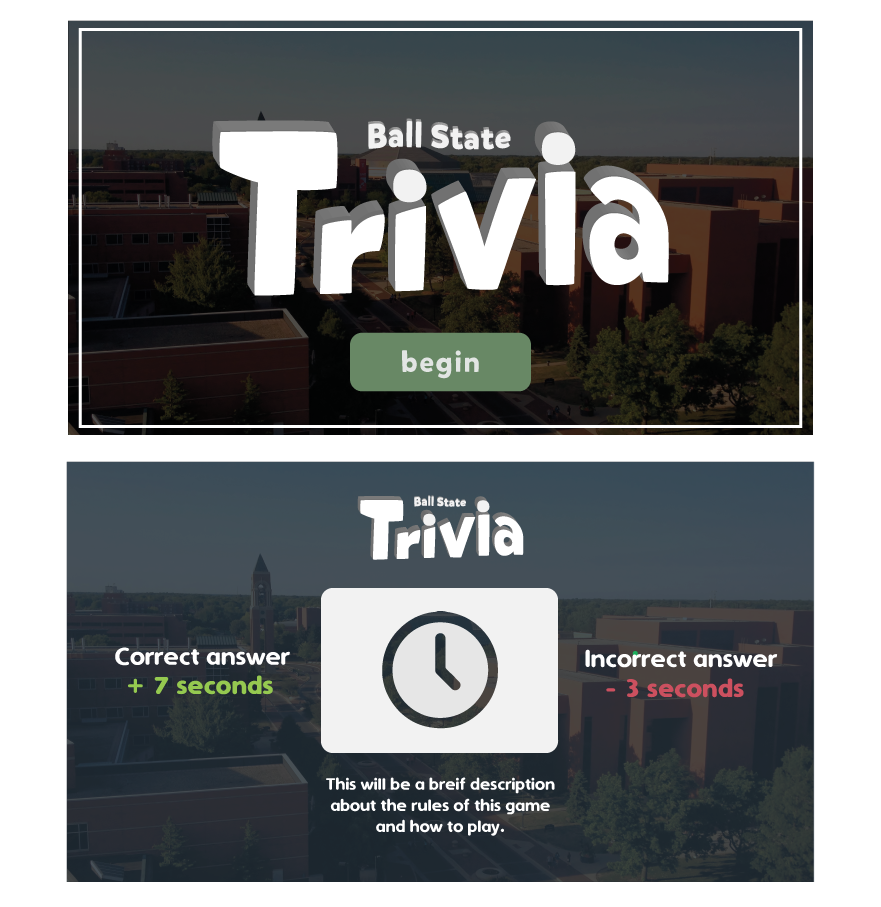 Ball State
Trivia
begin
Ball State
Trivia
Correct answer
+ 7 seconds
Incorrect answer
- 3 seconds
This will be a breif description
about the rules of this game
and how to play.